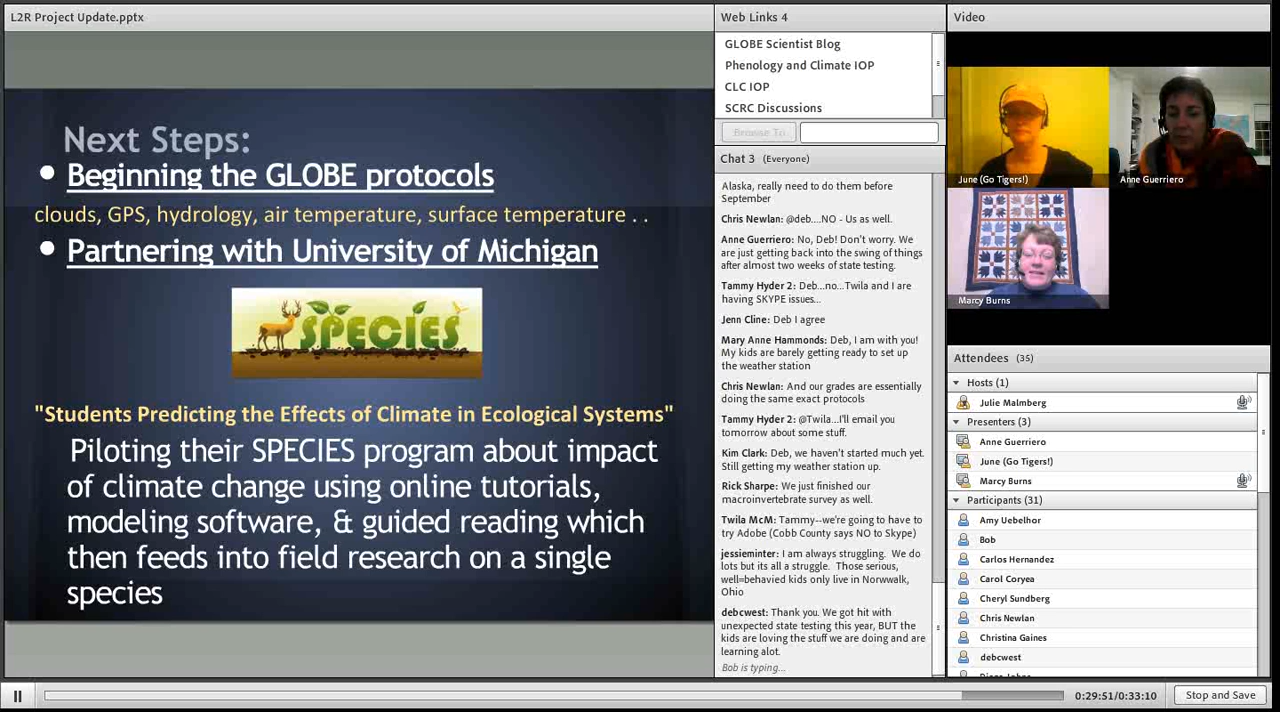 L2R Project Update.pptx
Next Steps:
• Beginning the GLOBE protocols
clouds, GPS, hydrology, air temperature, surface temperature . .
• Partnering with University of Michigan
SPECIES
"Students Predicting the Effects of Climate in Ecological Systems"
Piloting their SPECIES program about impact
of climate change using online tutorials,
modeling software, & guided reading which
then feeds into field research on a single
species
Web Links 4
GLOBE Scientist Blog
Phenology and Climate IOP
CLC IOP
SCRC Discussions
Browse To
Chat 3 (Everyone)
Alaska, really need to do them before
September
Chris Newlan: @deb....NO - Us as well.
Anne Guerriero: No, Deb! Don't worry. We
are just getting back into the swing of things
after almost two weeks of state testing.
Tammy Hyder 2: Deb...no...Twila and I are
having SKYPE issues...
Jenn Cline: Deb I agree
Mary Anne Hammonds: Deb, I am with you!
My kids are barely getting ready to set up
the weather station
Chris Newlan: And our grades are essentially
doing the same exact protocols
Tammy Hyder 2: @Twila...I'll email you
tomorrow about some stuff.
Kim Clark: Deb, we haven't started much yet.
Still getting my weather station up.
Rick Sharpe: We just finished our
macroinvertebrate survey as well.
Twila McM: Tammy--we're going to have to
try Adobe (Cobb County says NO to Skype)
jessieminter: I am always struggling. We do
lots but its all a struggle. Those serious,
well=behavied kids only live in Norwwalk,
Ohio
debcwest: Thank you. We got hit with
unexpected state testing this year, BUT the
kids are loving the stuff we are doing and are
learning alot.
Bob is typing...
Video
June (Go Tigers!)
Anne Guerriero
Marcy Burns
Attendees (35)
Hosts (1)
Julie Malmberg
Presenters (3)
Anne Guerriero
June (Go Tigers!)
Marcy Burns
Participants (31)
Amy Uebelhor
Bob
Carlos Hernandez
Carol Coryea
Cheryl Sundberg
Chris Newlan
Christina Gaines
debcwest
0:29:51/0:33:10
Stop and Save